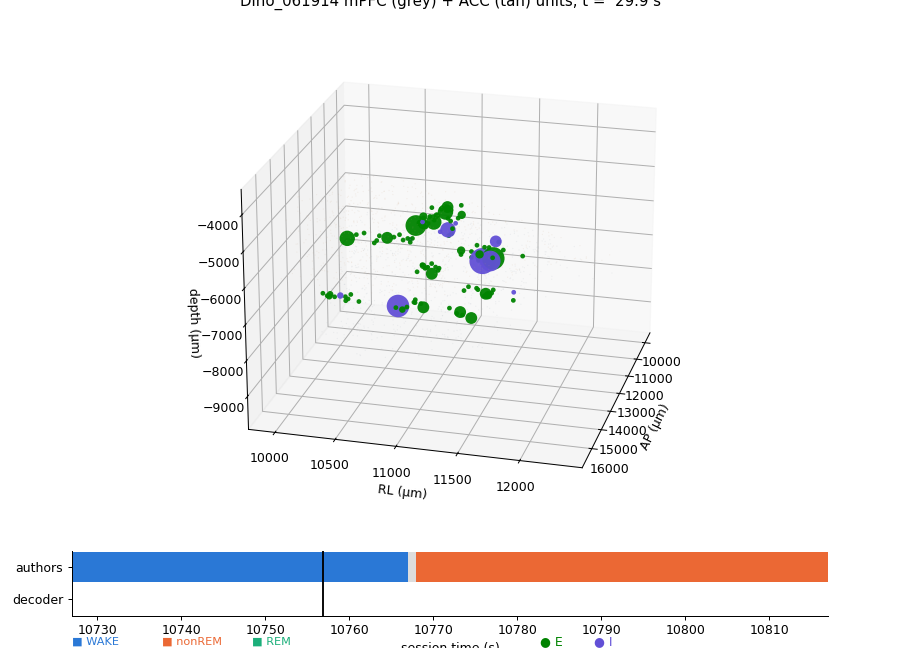 Dino_061914 mPFC (grey) + ACC (tan) units, t = 29.9 s
−4000
−5000
−6000
−7000
−8000
−9000
depth (µm)
10000
10500
11000
11500
12000
RL (µm)
10000
11000
12000
13000
14000
15000
16000
AP (µm)
authors
decoder
10730 10740 10750 10760 10770 10780 10790 10800 10810
session time (s)
WAKE nonREM REM E I